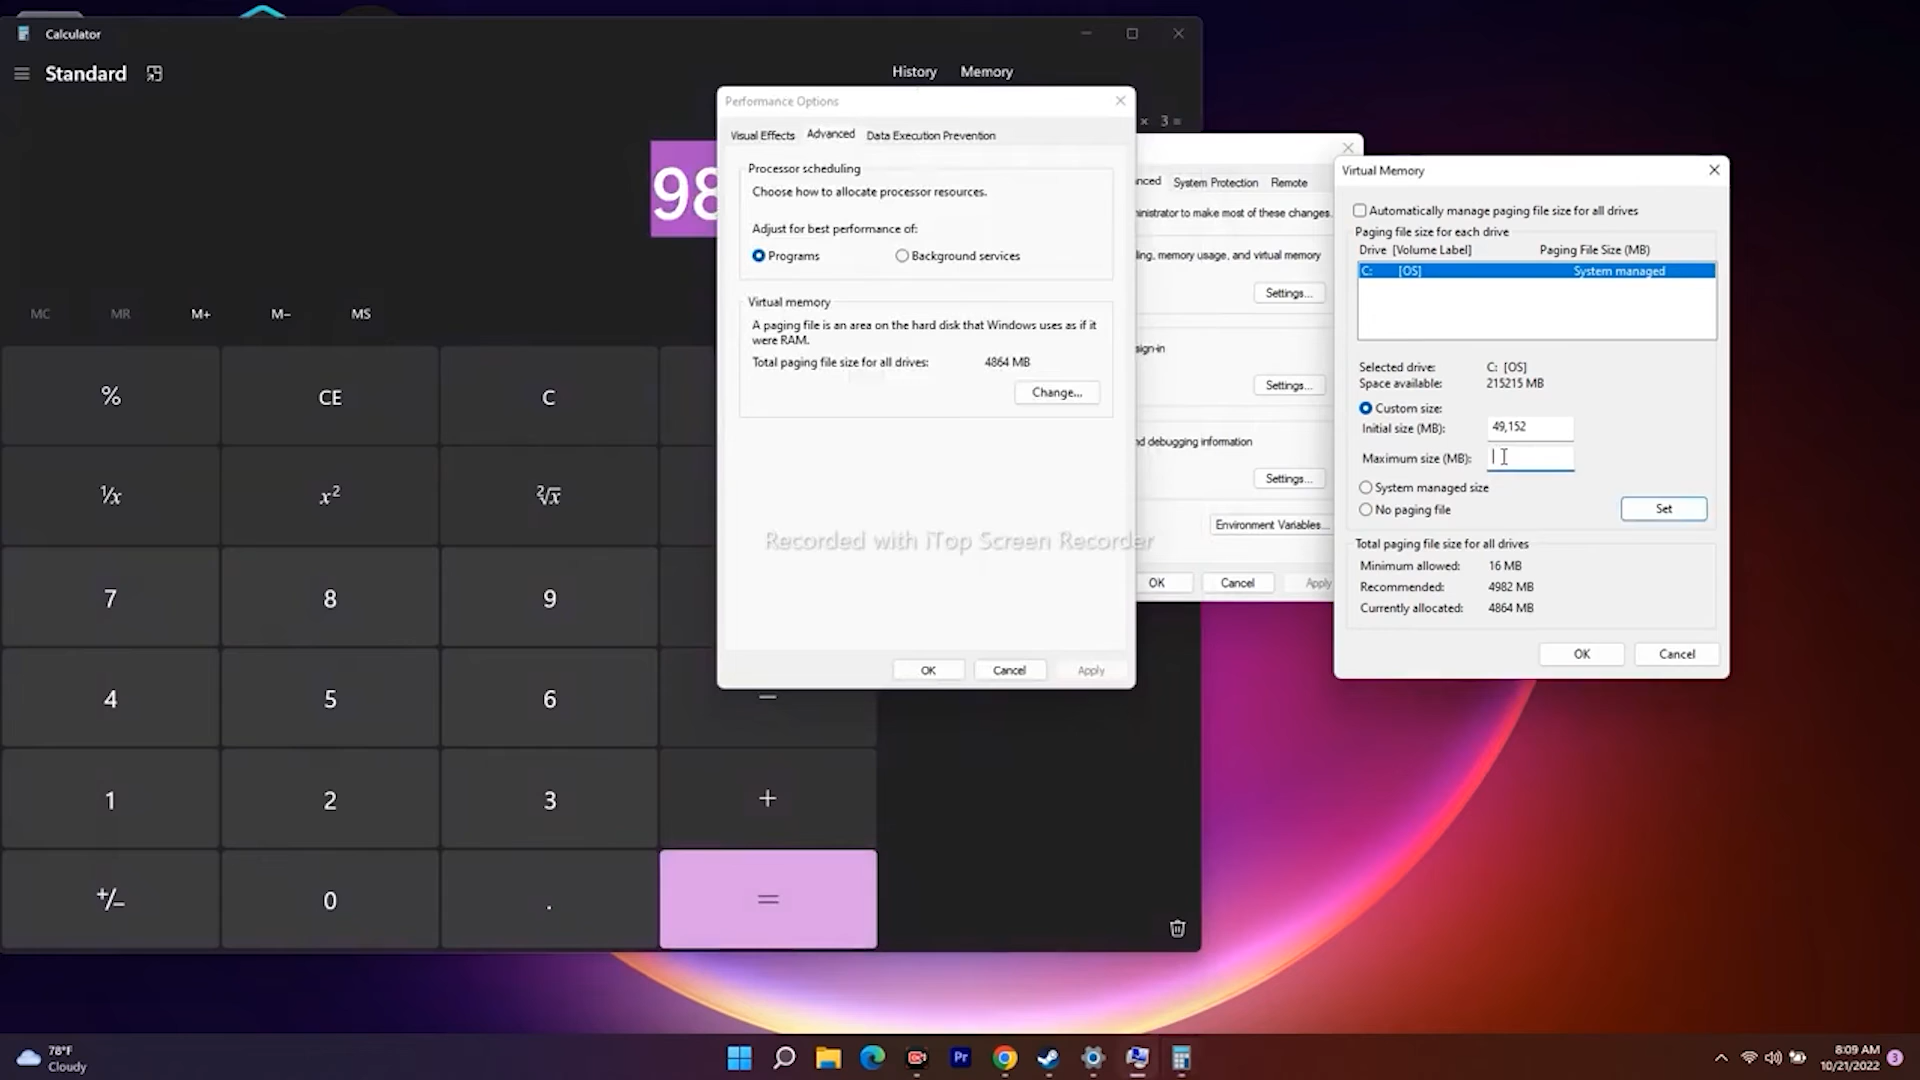 Calculator
Standard
History
Memory
× 3 =
98
MC
MR
M+
M−
MS
%
CE
C
¹/x
x²
²√x
7
8
9
4
5
6
−
1
2
3
+
+/−
0
.
=
Performance Options
Visual Effects
Advanced
Data Execution Prevention
Processor scheduling
Choose how to allocate processor resources.
Adjust for best performance of:
Programs
Background services
Virtual memory
A paging file is an area on the hard disk that Windows uses as if it
were RAM.
Total paging file size for all drives: 4864 MB
Change...
OK
Cancel
Apply
System Protection
Remote
to make most of these changes.
memory usage, and virtual memory
Settings...
Settings...
debugging information
Settings...
Environment Variables...
OK
Cancel
Apply
Virtual Memory
Automatically manage paging file size for all drives
Paging file size for each drive
Drive [Volume Label] Paging File Size (MB)
C: [OS] System managed
Selected drive: C: [OS]
Space available: 215215 MB
Custom size:
Initial size (MB): 49,152
Maximum size (MB):
System managed size
No paging file
Set
Total paging file size for all drives
Minimum allowed: 16 MB
Recommended: 4982 MB
Currently allocated: 4864 MB
OK
Cancel
Recorded with iTop Screen Recorder
78°F
Cloudy
Pr
8:09 AM
10/21/2022
3